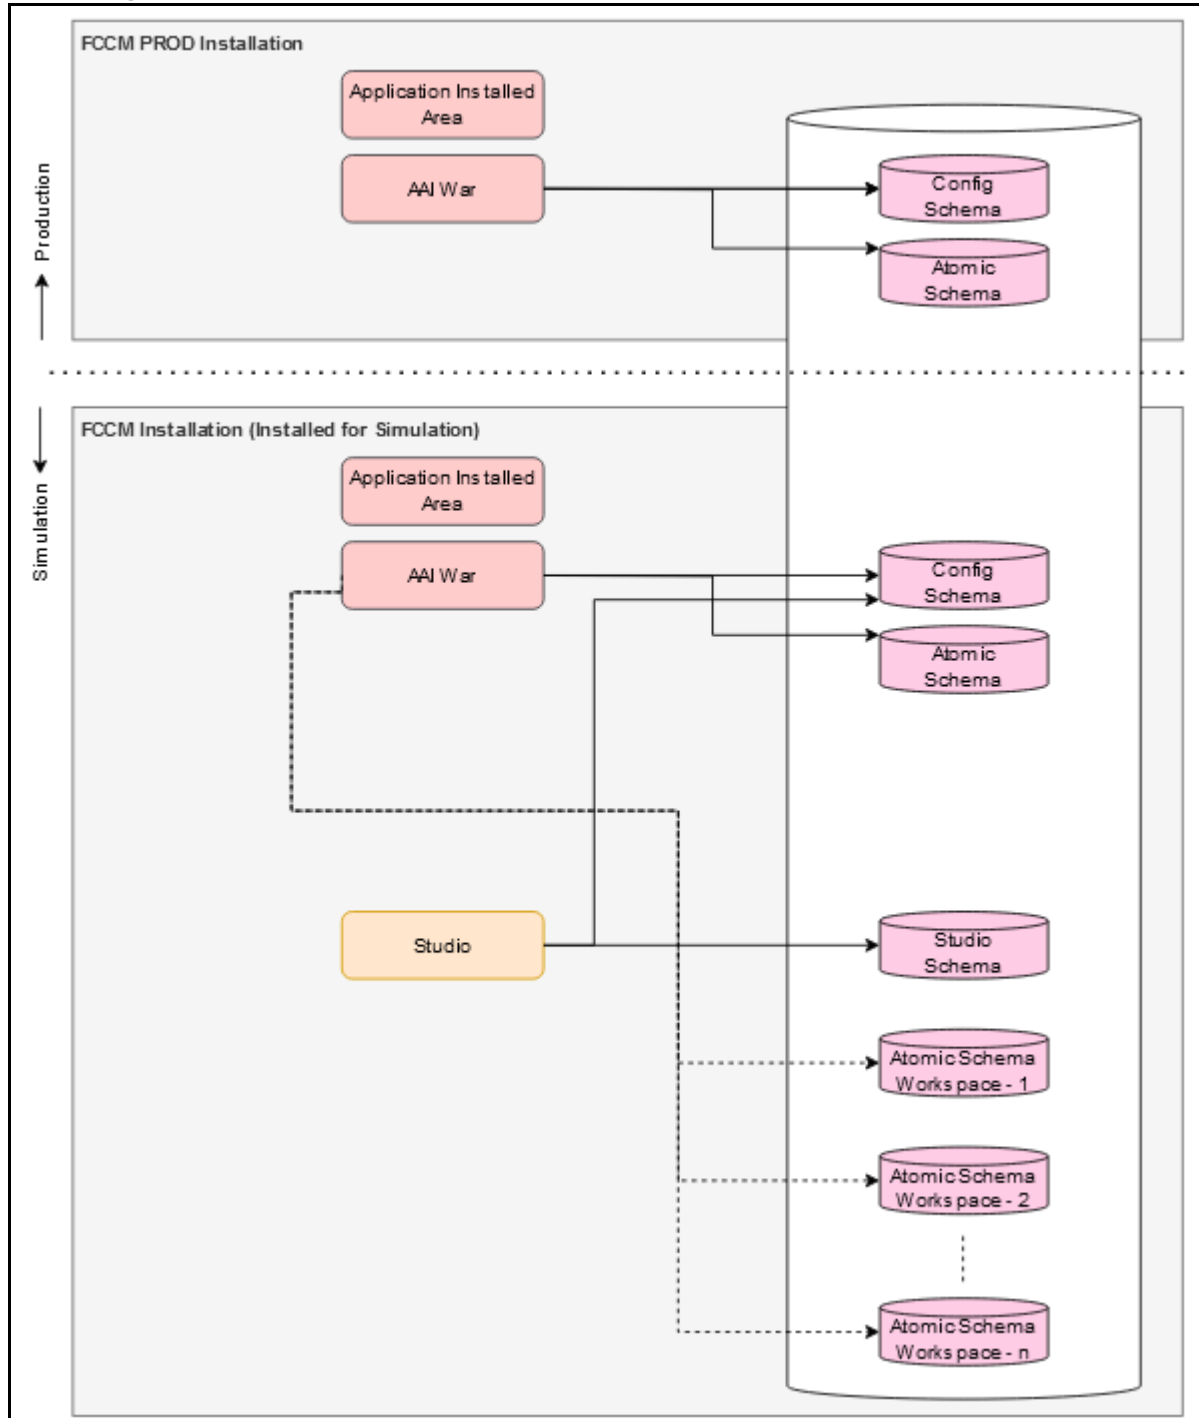 FCCM PROD Installation
Application Installed
Area
AAI War
Config
Schema
Atomic
Schema
Production
FCCM Installation (Installed for Simulation)
Application Installed
Area
AAI War
Config
Schema
Atomic
Schema
Simulation
Studio
Studio
Schema
Atomic Schema
Workspace - 1
Atomic Schema
Workspace - 2
Atomic Schema
Workspace - n